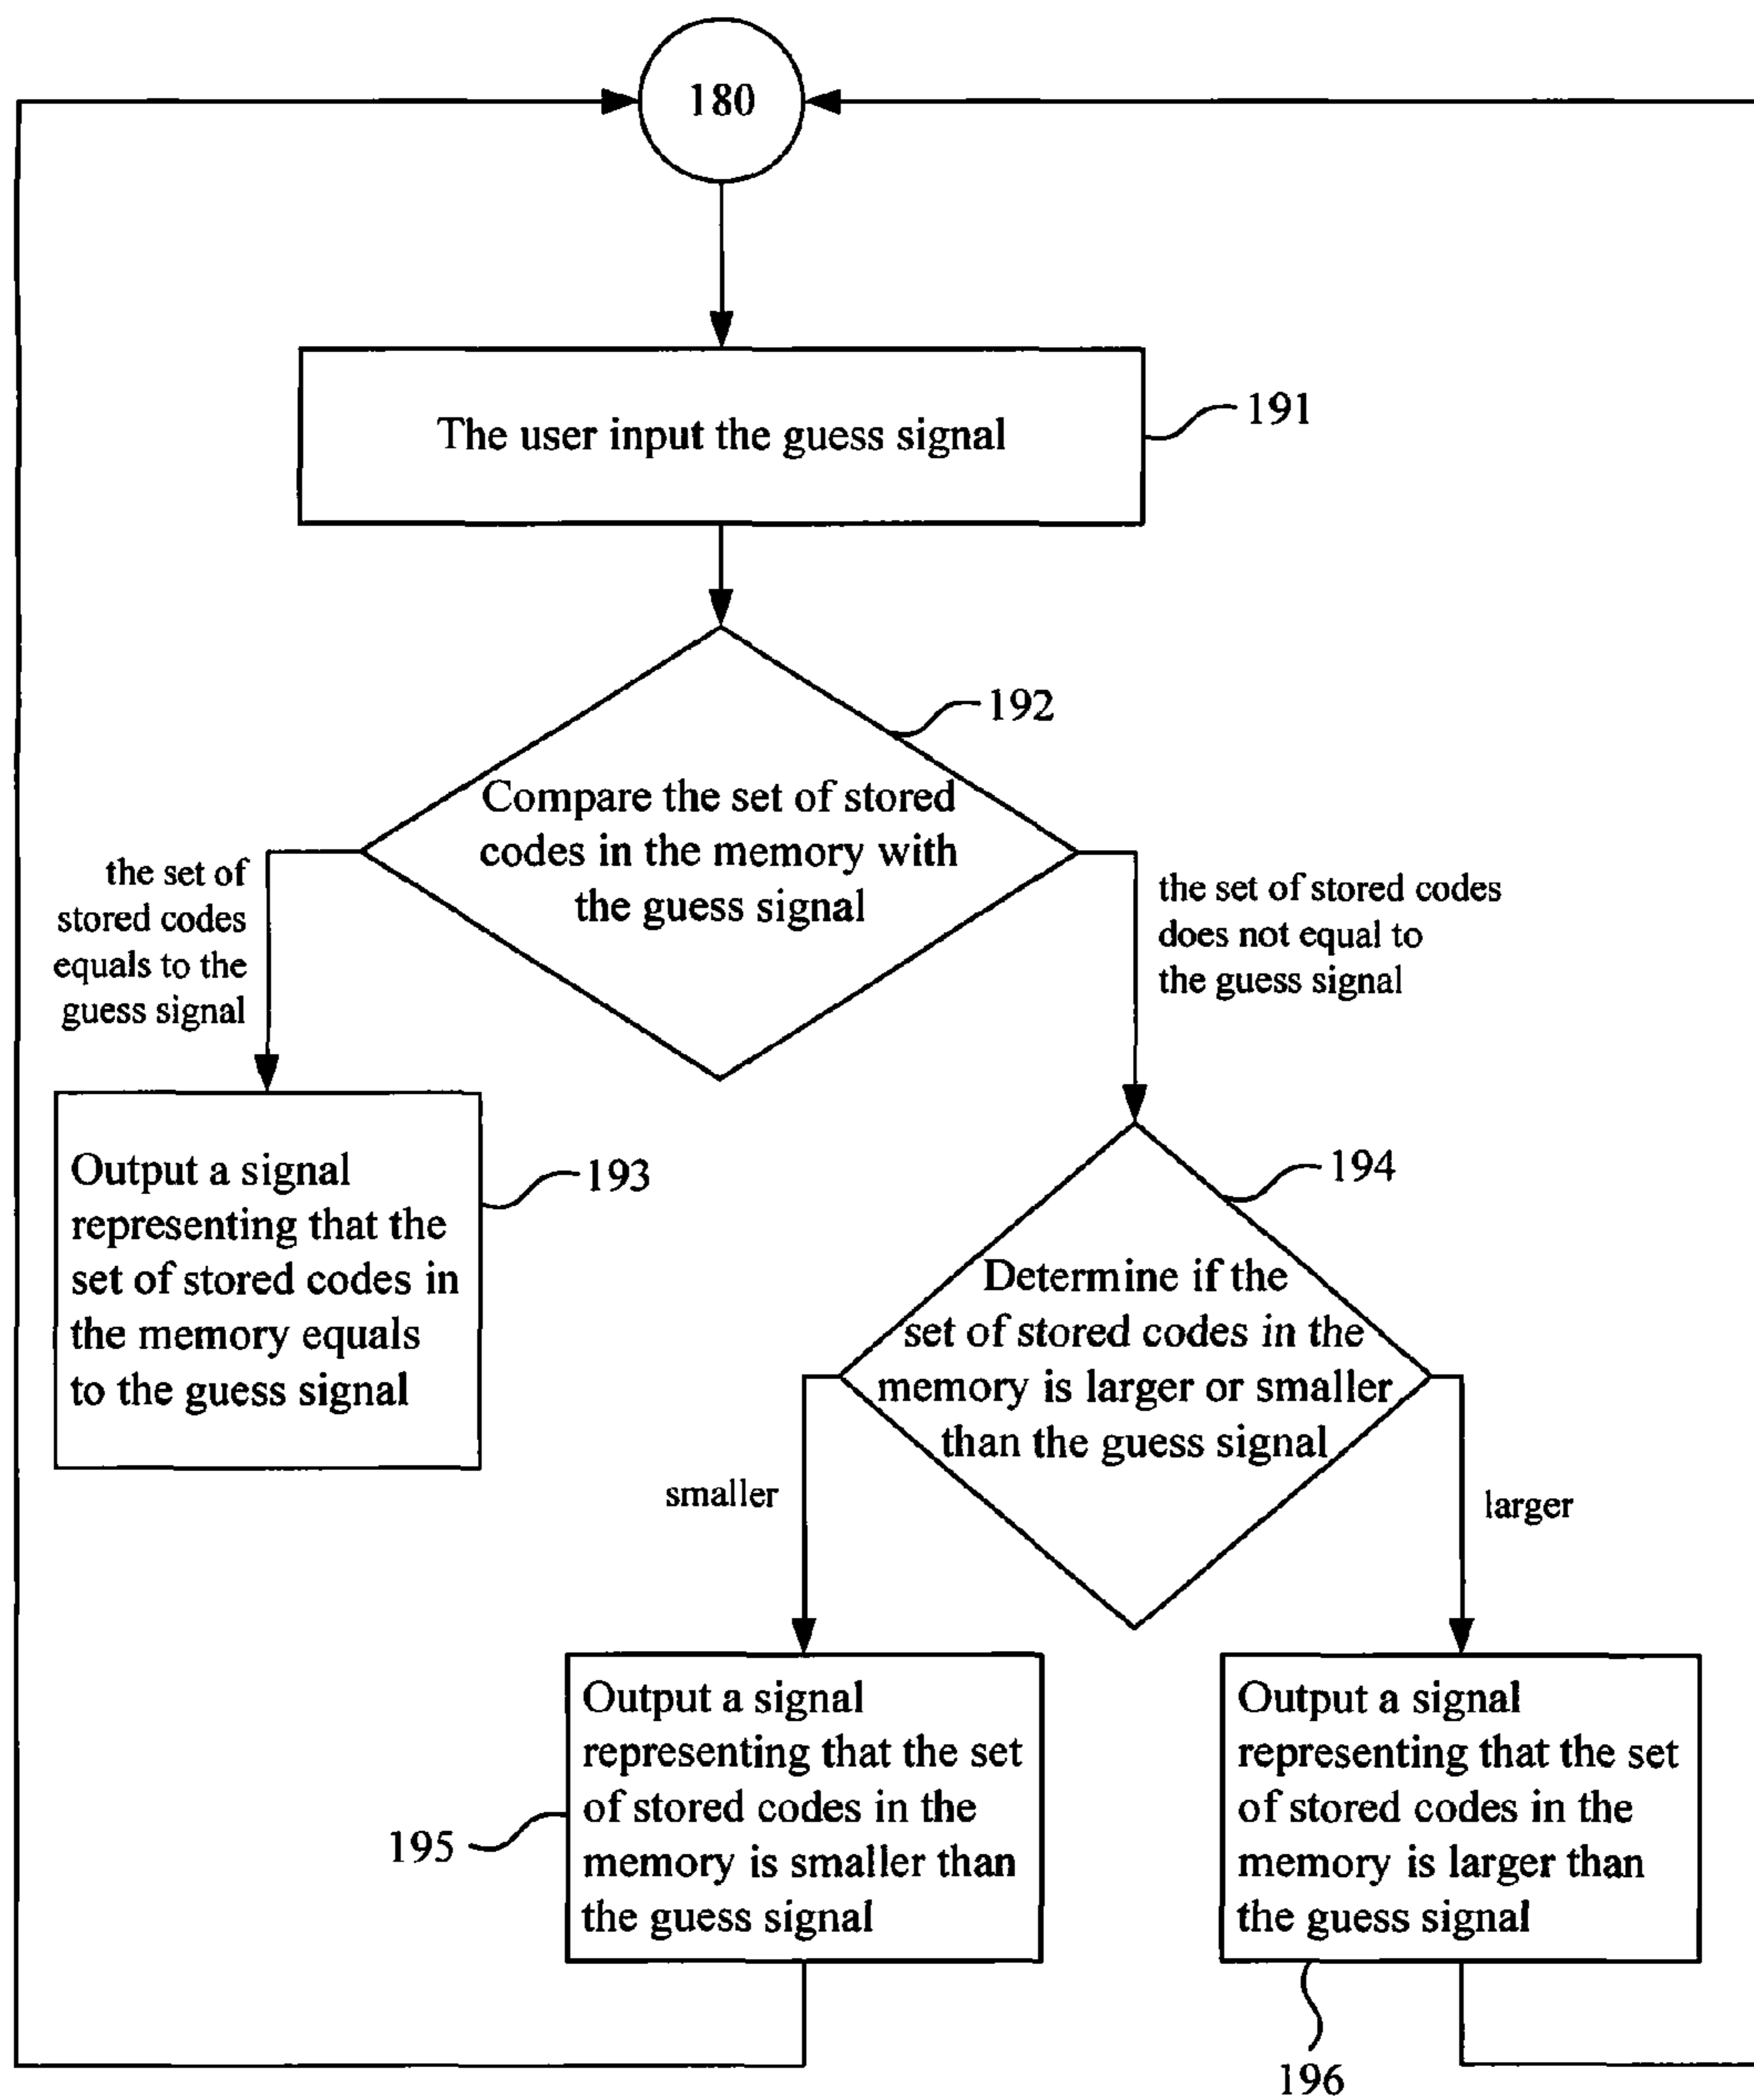 180
The user input the guess signal
191
192
Compare the set of stored
codes in the memory with
the guess signal
the set of
stored codes
equals to the
guess signal
the set of stored codes
does not equal to
the guess signal
Output a signal
representing that the
set of stored codes in
the memory equals
to the guess signal
193
194
Determine if the
set of stored codes in the
memory is larger or smaller
than the guess signal
smaller
larger
Output a signal
representing that the set
of stored codes in the
memory is smaller than
the guess signal
195
Output a signal
representing that the set
of stored codes in the
memory is larger than
the guess signal
196